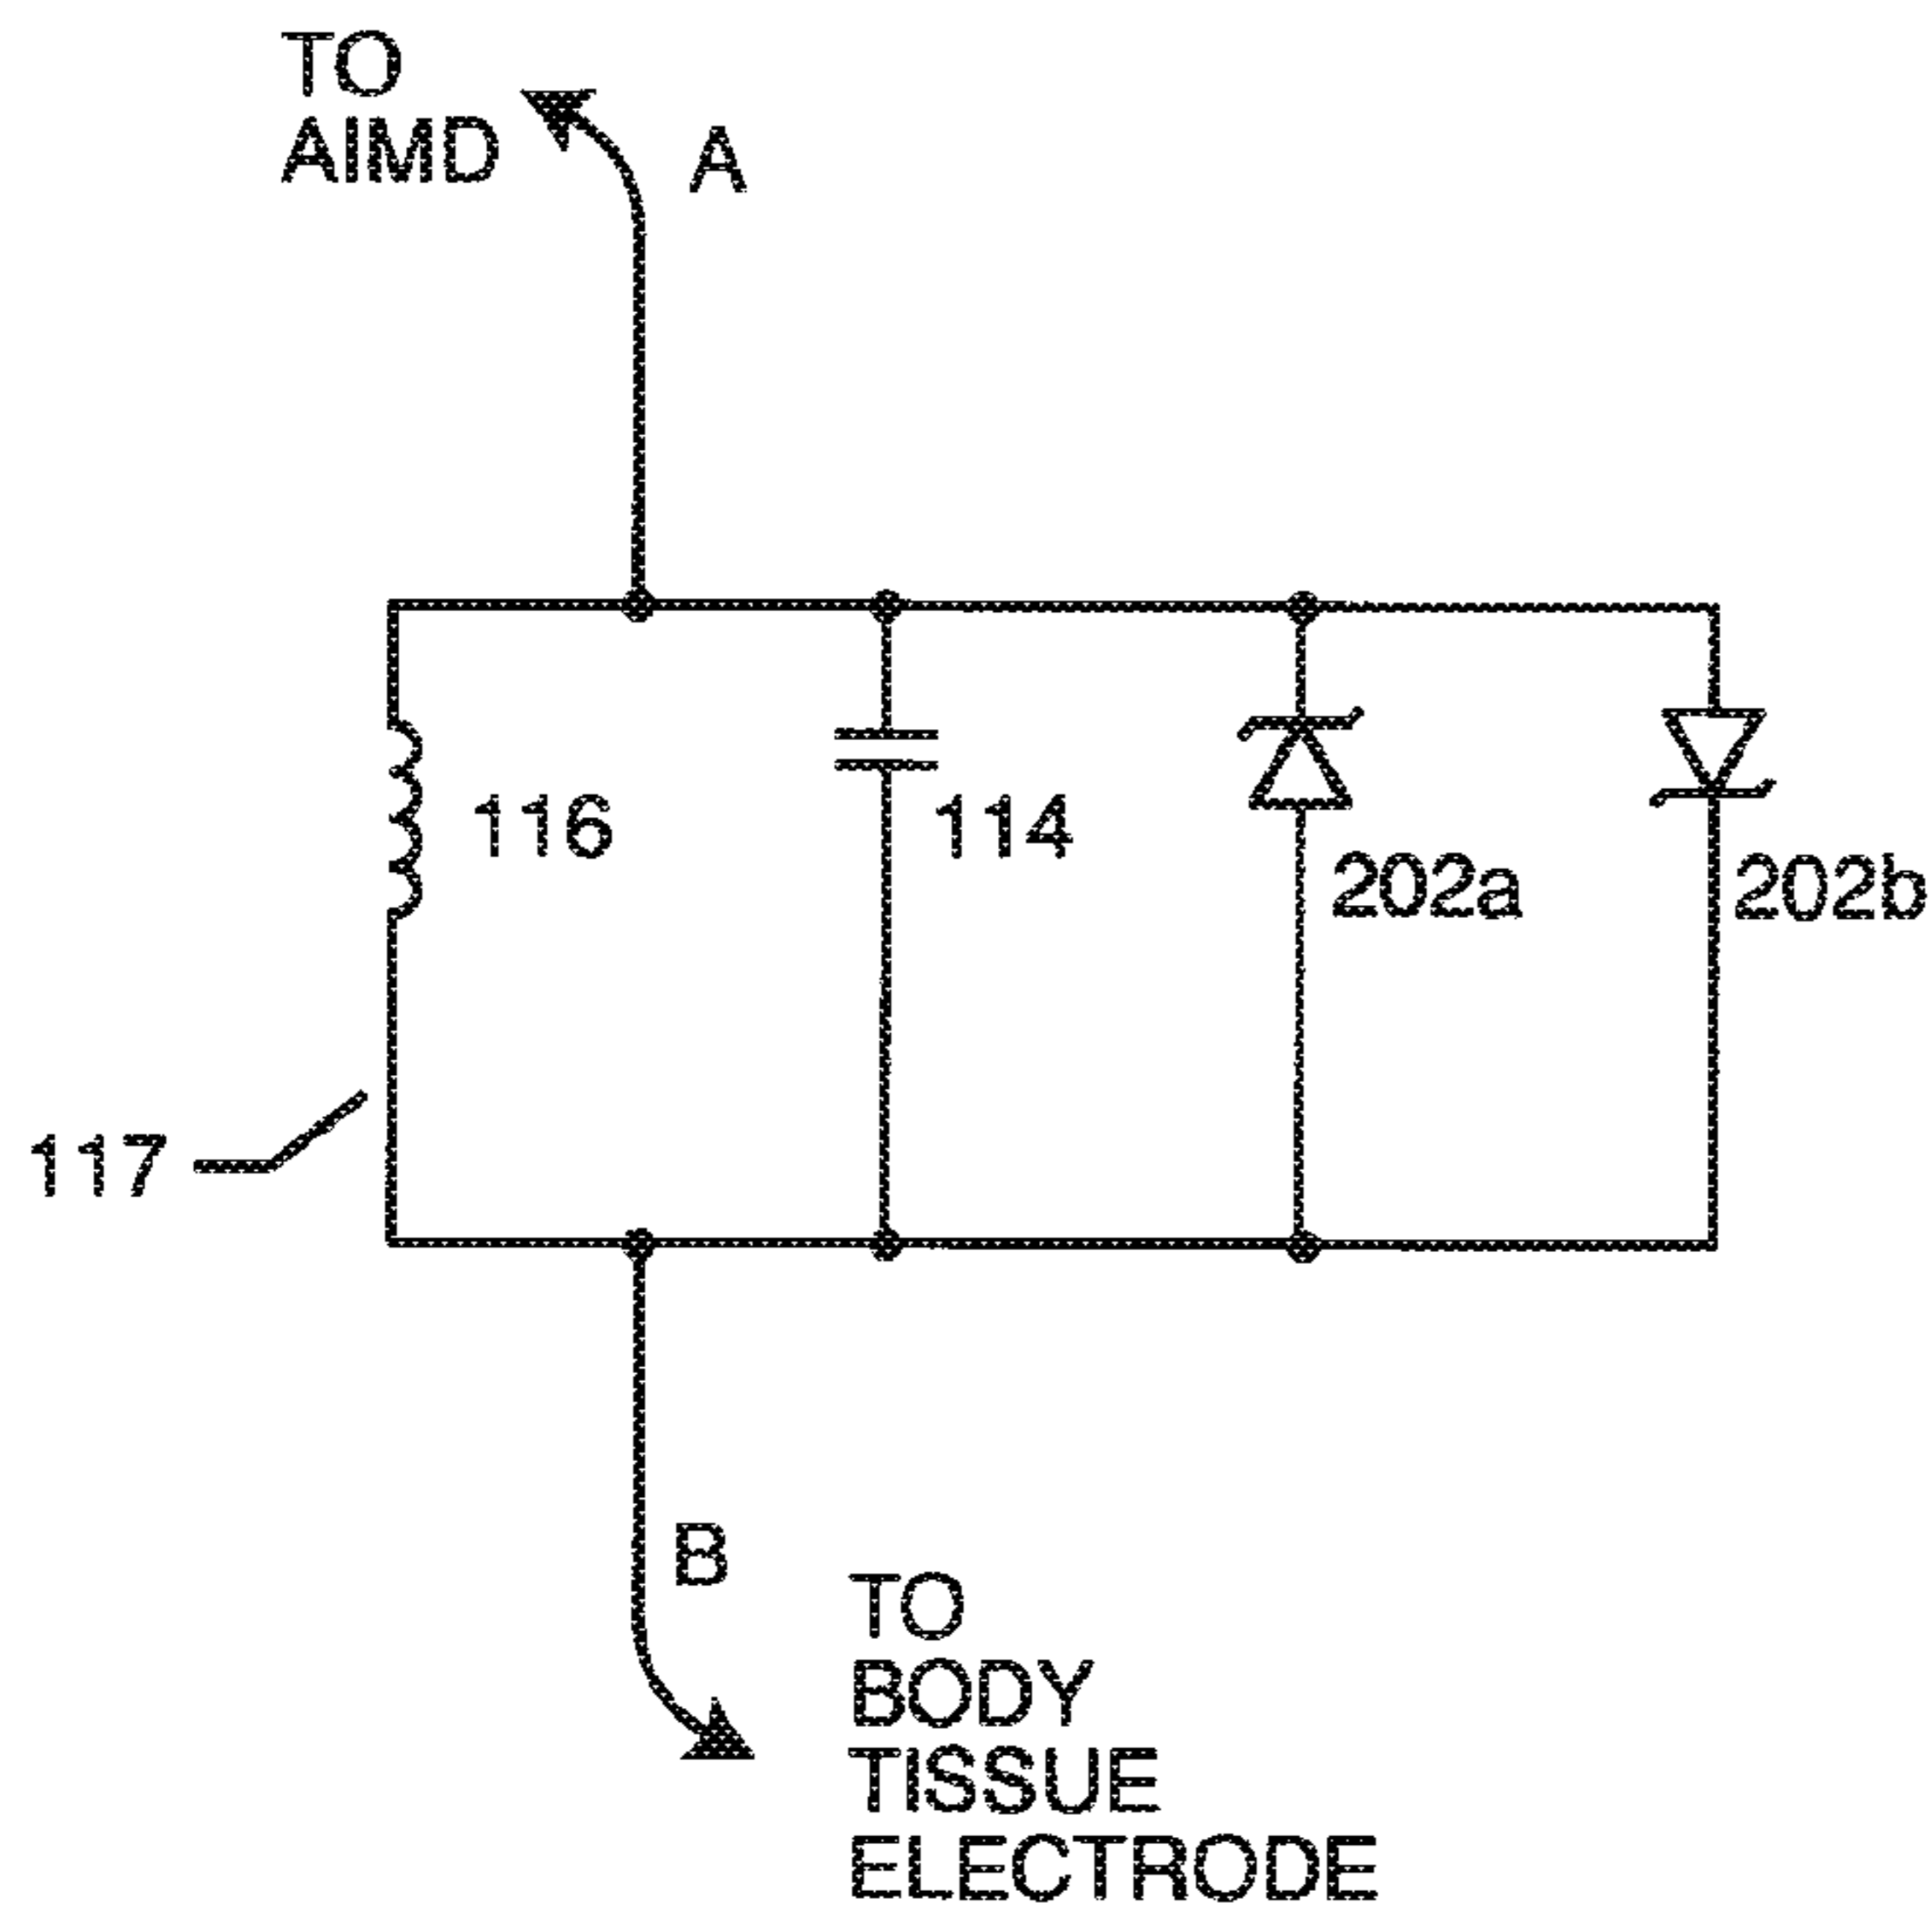 TO
AIMD
A
116
114
202a
202b
117
B
TO
BODY
TISSUE
ELECTRODE